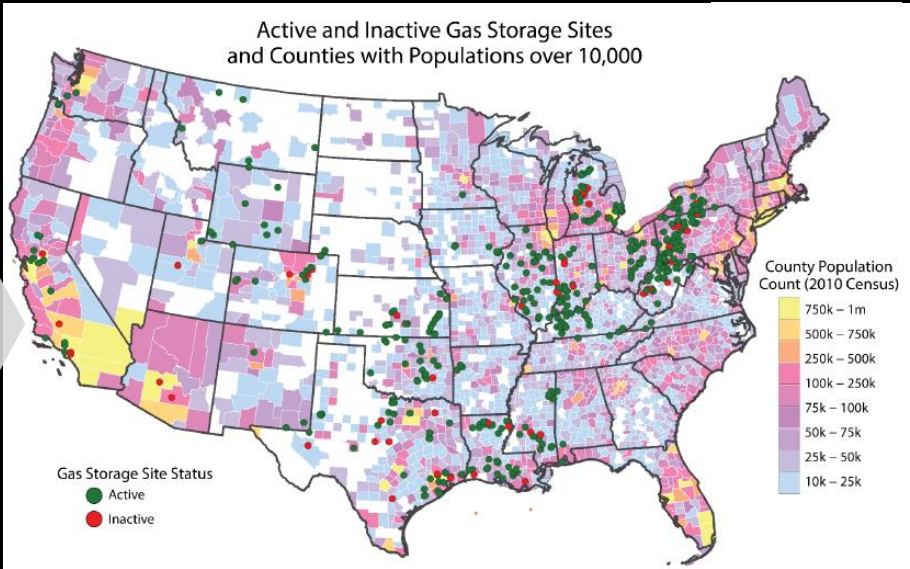 Active and Inactive Gas Storage Sites
and Counties with Populations over 10,000
County Population
Count (2010 Census)
750k – 1m
500k – 750k
250k – 500k
100k – 250k
75k – 100k
50k – 75k
25k – 50k
10k – 25k
Gas Storage Site Status
Active
Inactive